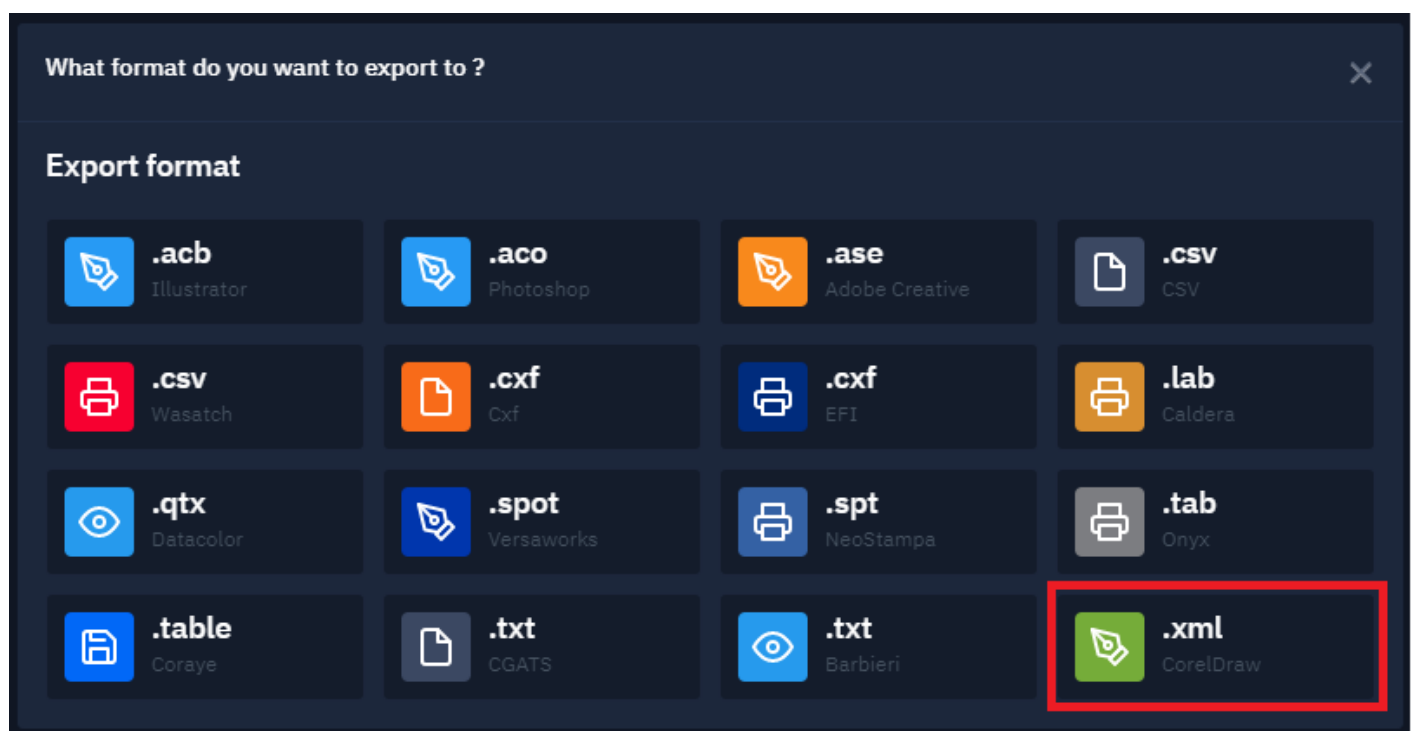 What format do you want to export to ?
Export format
.acb
Illustrator
.aco
Photoshop
.ase
Adobe Creative
.csv
CSV
.csv
Wasatch
.cxf
Cxf
.cxf
EFI
.lab
Caldera
.qtx
Datacolor
.spot
Versaworks
.spt
NeoStampa
.tab
Onyx
.table
Coraye
.txt
CGATS
.txt
Barbieri
.xml
CorelDraw